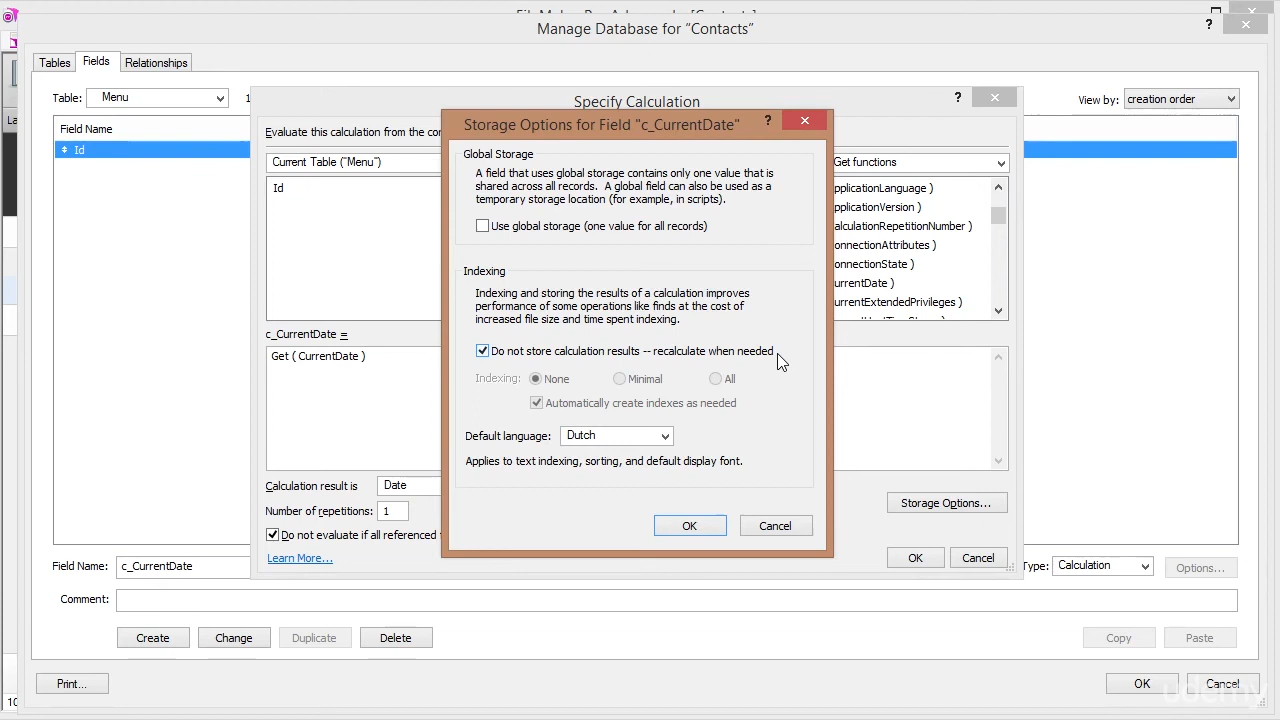 Manage Database for "Contacts"
?
Tables
Fields
Relationships
Table:
Menu
View by:
creation order
Field Name
Id
Specify Calculation
?
Evaluate this calculation from the
Current Table ("Menu")
Get functions
Id
pplicationLanguage )
pplicationVersion )
alculationRepetitionNumber )
onnectionAttributes )
onnectionState )
urrentDate )
urrentExtendedPrivileges )
c_CurrentDate =
Get ( CurrentDate )
Calculation result is
Date
Number of repetitions:
1
Do not evaluate if all referenced
Learn More...
Storage Options...
OK
Cancel
Storage Options for Field "c_CurrentDate"
?
Global Storage
A field that uses global storage contains only one value that is
shared across all records. A global field can also be used as a
temporary storage location (for example, in scripts).
Use global storage (one value for all records)
Indexing
Indexing and storing the results of a calculation improves
performance of some operations like finds at the cost of
increased file size and time spent indexing.
Do not store calculation results -- recalculate when needed
Indexing:
None
Minimal
All
Automatically create indexes as needed
Default language:
Dutch
Applies to text indexing, sorting, and default display font.
OK
Cancel
Field Name:
c_CurrentDate
Type:
Calculation
Options...
Comment:
Create
Change
Duplicate
Delete
Copy
Paste
Print...
OK
Cancel
udemy